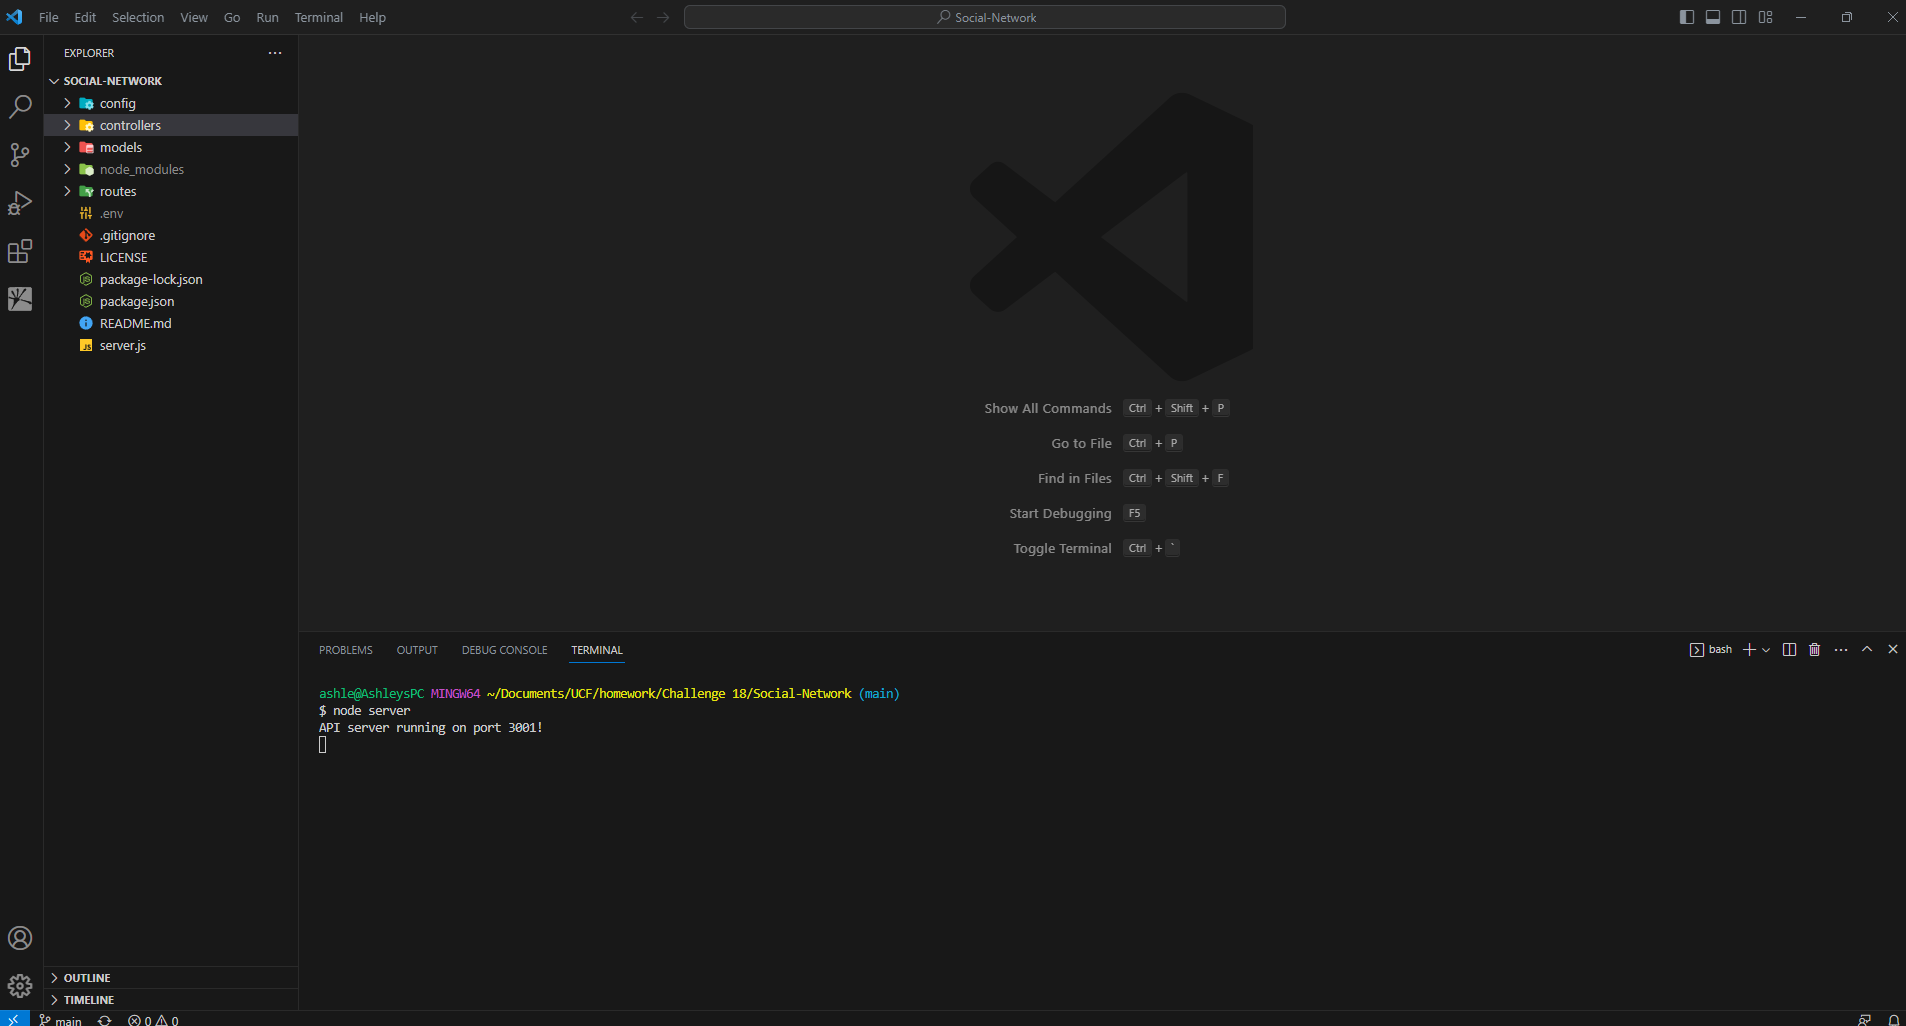 File Edit Selection View Go Run Terminal Help
Social-Network
EXPLORER
SOCIAL-NETWORK
config
controllers
models
node_modules
routes
.env
.gitignore
LICENSE
package-lock.json
package.json
README.md
server.js
OUTLINE
TIMELINE
Show All Commands Ctrl + Shift + P
Go to File Ctrl + P
Find in Files Ctrl + Shift + F
Start Debugging F5
Toggle Terminal Ctrl + `
PROBLEMS OUTPUT DEBUG CONSOLE TERMINAL
bash
ashle@AshleysPC MINGW64 ~/Documents/UCF/homework/Challenge 18/Social-Network (main)
$ node server
API server running on port 3001!
main 0 0